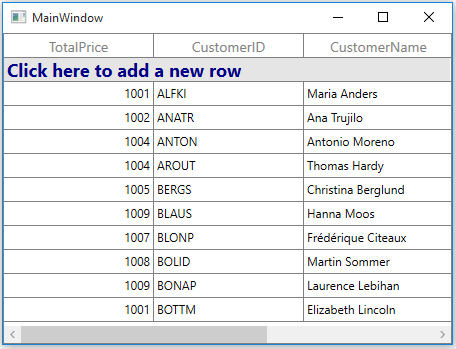 MainWindow
TotalPrice CustomerID CustomerName
Click here to add a new row
1001 ALFKI Maria Anders
1002 ANATR Ana Trujilo
1004 ANTON Antonio Moreno
1004 AROUT Thomas Hardy
1005 BERGS Christina Berglund
1009 BLAUS Hanna Moos
1007 BLONP Frédérique Citeaux
1008 BOLID Martin Sommer
1009 BONAP Laurence Lebihan
1001 BOTTM Elizabeth Lincoln